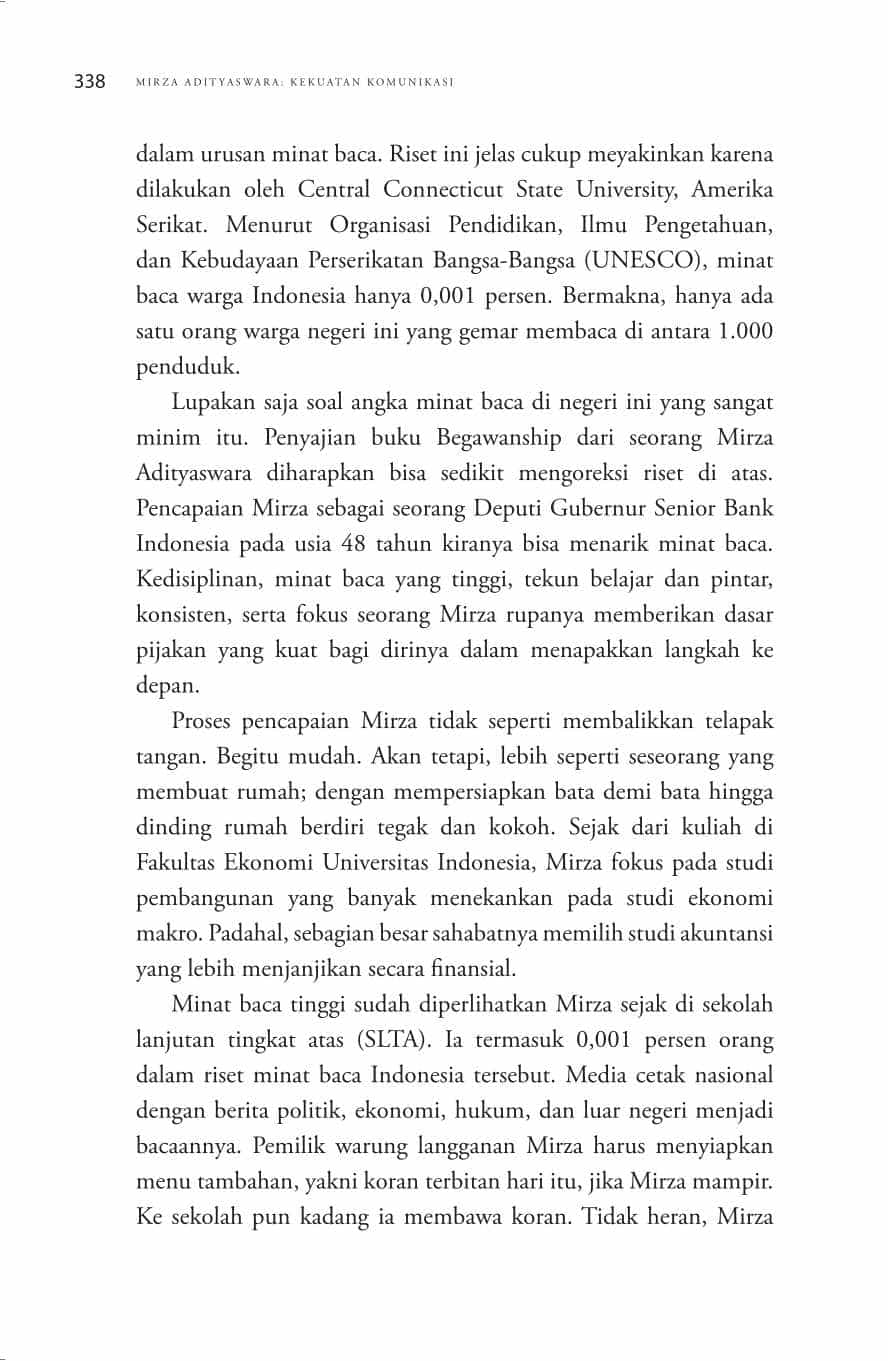 338 MIRZA ADITYASWARA: KEKUATAN KOMUNIKASI
dalam urusan minat baca. Riset ini jelas cukup meyakinkan karena
dilakukan oleh Central Connecticut State University, Amerika
Serikat. Menurut Organisasi Pendidikan, Ilmu Pengetahuan,
dan Kebudayaan Perserikatan Bangsa-Bangsa (UNESCO), minat
baca warga Indonesia hanya 0,001 persen. Bermakna, hanya ada
satu orang warga negeri ini yang gemar membaca di antara 1.000
penduduk.
Lupakan saja soal angka minat baca di negeri ini yang sangat
minim itu. Penyajian buku Begawanship dari seorang Mirza
Adityaswara diharapkan bisa sedikit mengoreksi riset di atas.
Pencapaian Mirza sebagai seorang Deputi Gubernur Senior Bank
Indonesia pada usia 48 tahun kiranya bisa menarik minat baca.
Kedisiplinan, minat baca yang tinggi, tekun belajar dan pintar,
konsisten, serta fokus seorang Mirza rupanya memberikan dasar
pijakan yang kuat bagi dirinya dalam menapakkan langkah ke
depan.
Proses pencapaian Mirza tidak seperti membalikkan telapak
tangan. Begitu mudah. Akan tetapi, lebih seperti seseorang yang
membuat rumah; dengan mempersiapkan bata demi bata hingga
dinding rumah berdiri tegak dan kokoh. Sejak dari kuliah di
Fakultas Ekonomi Universitas Indonesia, Mirza fokus pada studi
pembangunan yang banyak menekankan pada studi ekonomi
makro. Padahal, sebagian besar sahabatnya memilih studi akuntansi
yang lebih menjanjikan secara finansial.
Minat baca tinggi sudah diperlihatkan Mirza sejak di sekolah
lanjutan tingkat atas (SLTA). Ia termasuk 0,001 persen orang
dalam riset minat baca Indonesia tersebut. Media cetak nasional
dengan berita politik, ekonomi, hukum, dan luar negeri menjadi
bacaannya. Pemilik warung langganan Mirza harus menyiapkan
menu tambahan, yakni koran terbitan hari itu, jika Mirza mampir.
Ke sekolah pun kadang ia membawa koran. Tidak heran, Mirza